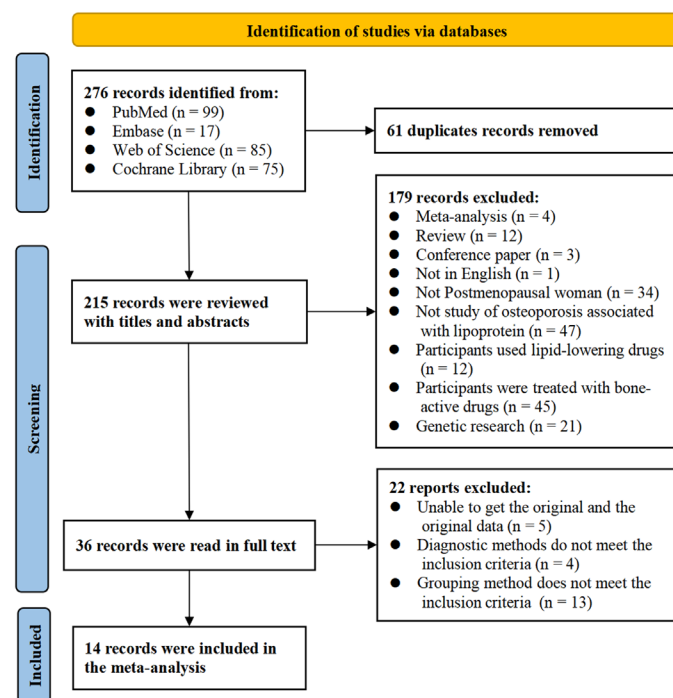 Identification of studies via databases
Identification
276 records identified from:
● PubMed (n = 99)
● Embase (n = 17)
● Web of Science (n = 85)
● Cochrane Library (n = 75)
61 duplicates records removed
Screening
215 records were reviewed
with titles and abstracts
179 records excluded:
● Meta-analysis (n = 4)
● Review (n = 12)
● Conference paper (n = 3)
● Not in English (n = 1)
● Not Postmenopausal woman (n = 34)
● Not study of osteoporosis associated
with lipoprotein (n = 47)
● Participants used lipid-lowering drugs
(n = 12)
● Participants were treated with bone-
active drugs (n = 45)
● Genetic research (n = 21)
36 records were read in full text
22 reports excluded:
● Unable to get the original and the
original data (n = 5)
● Diagnostic methods do not meet the
inclusion criteria (n = 4)
● Grouping method does not meet the
inclusion criteria (n = 13)
Included
14 records were included in
the meta-analysis